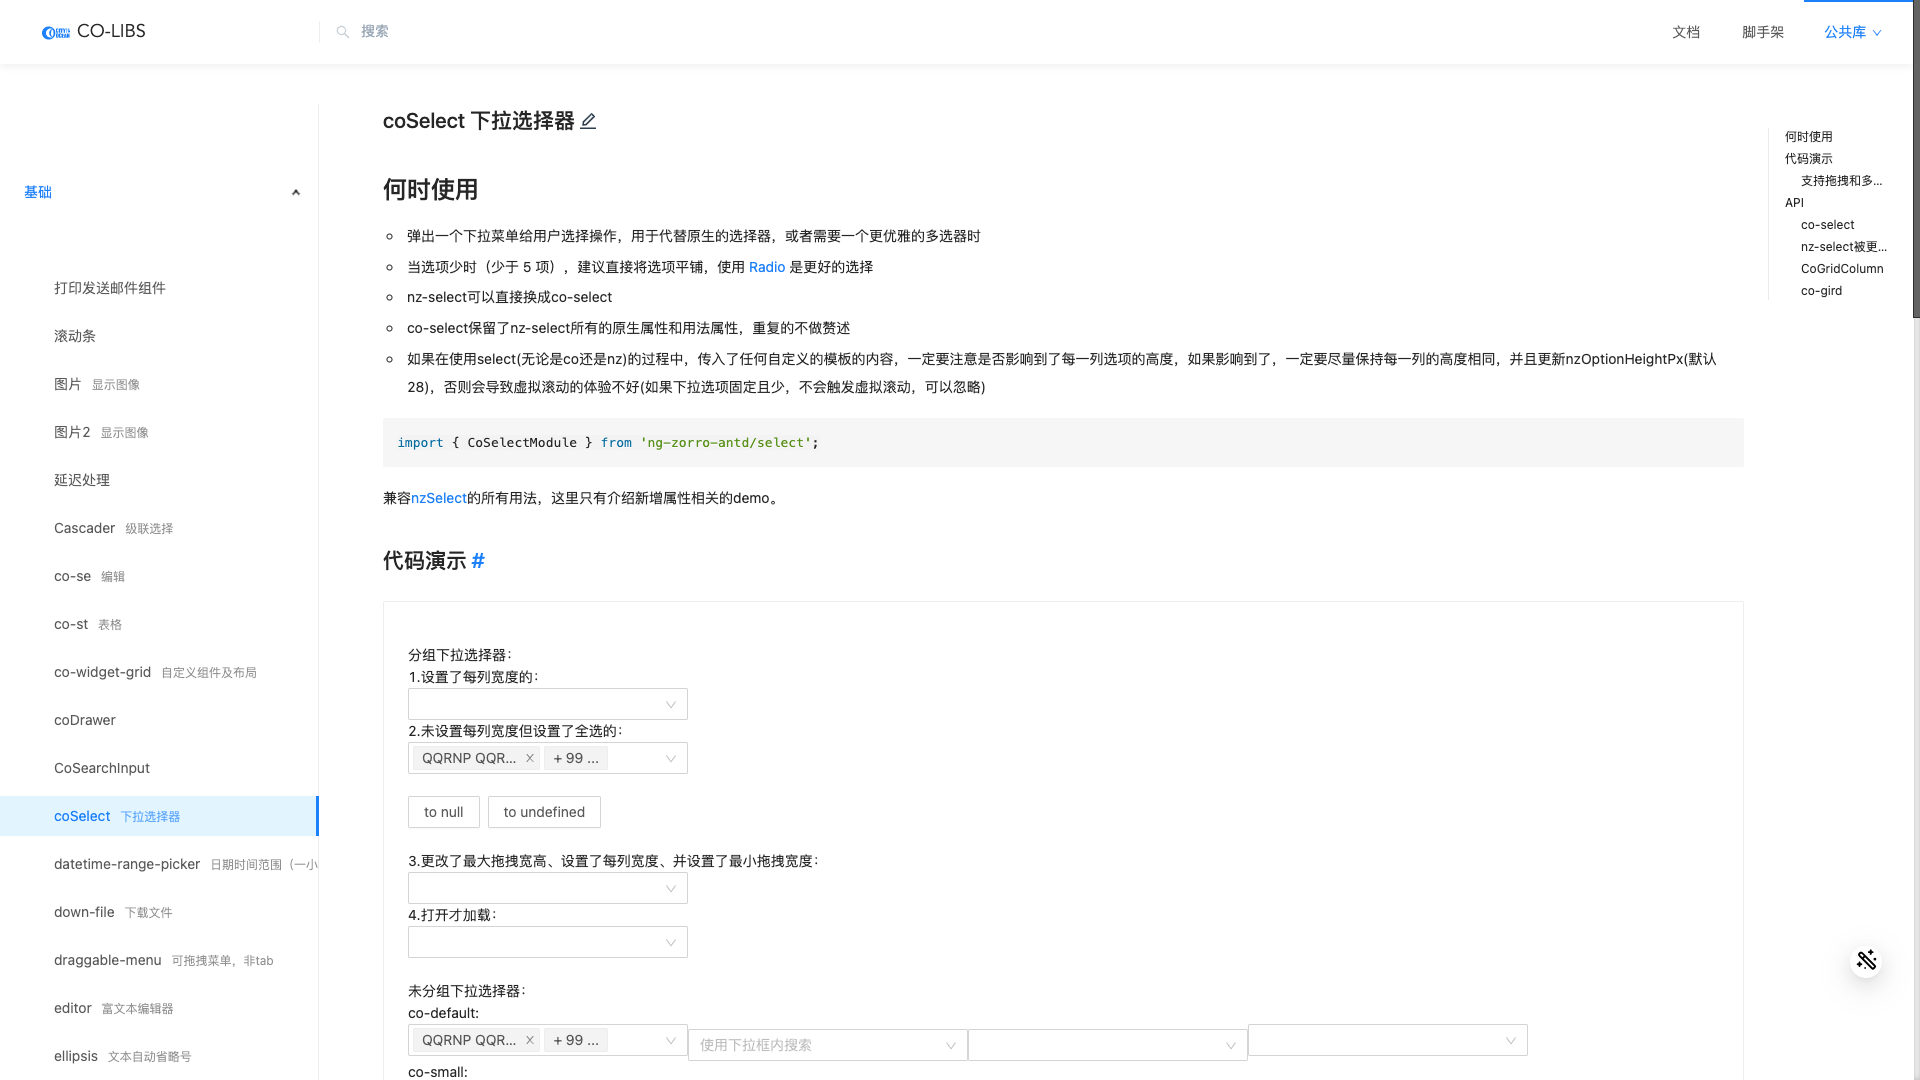 CO-LIBS
搜索
文档
脚手架
公共库
基础
打印发送邮件组件
滚动条
图片 显示图像
图片2 显示图像
延迟处理
Cascader 级联选择
co-se 编辑
co-st 表格
co-widget-grid 自定义组件及布局
coDrawer
CoSearchInput
coSelect 下拉选择器
datetime-range-picker 日期时间范围（一小
down-file 下载文件
draggable-menu 可拖拽菜单，非tab
editor 富文本编辑器
ellipsis 文本自动省略号
coSelect 下拉选择器
何时使用
弹出一个下拉菜单给用户选择操作，用于代替原生的选择器，或者需要一个更优雅的多选器时
当选项少时（少于 5 项），建议直接将选项平铺，使用 Radio 是更好的选择
nz-select可以直接换成co-select
co-select保留了nz-select所有的原生属性和用法属性，重复的不做赘述
如果在使用select(无论是co还是nz)的过程中，传入了任何自定义的模板的内容，一定要注意是否影响到了每一列选项的高度，如果影响到了，一定要尽量保持每一列的高度相同，并且更新nzOptionHeightPx(默认
28)，否则会导致虚拟滚动的体验不好(如果下拉选项固定且少，不会触发虚拟滚动，可以忽略)
import { CoSelectModule } from 'ng-zorro-antd/select';
兼容nzSelect的所有用法，这里只有介绍新增属性相关的demo。
代码演示 #
分组下拉选择器：
1.设置了每列宽度的：
2.未设置每列宽度但设置了全选的：
QQRNP QQR... + 99 ...
to null to undefined
3.更改了最大拖拽宽高、设置了每列宽度、并设置了最小拖拽宽度：
4.打开才加载：
未分组下拉选择器：
co-default:
QQRNP QQR... + 99 ... 使用下拉框内搜索
co-small:
何时使用
代码演示
支持拖拽和多...
API
co-select
nz-select被更...
CoGridColumn
co-gird